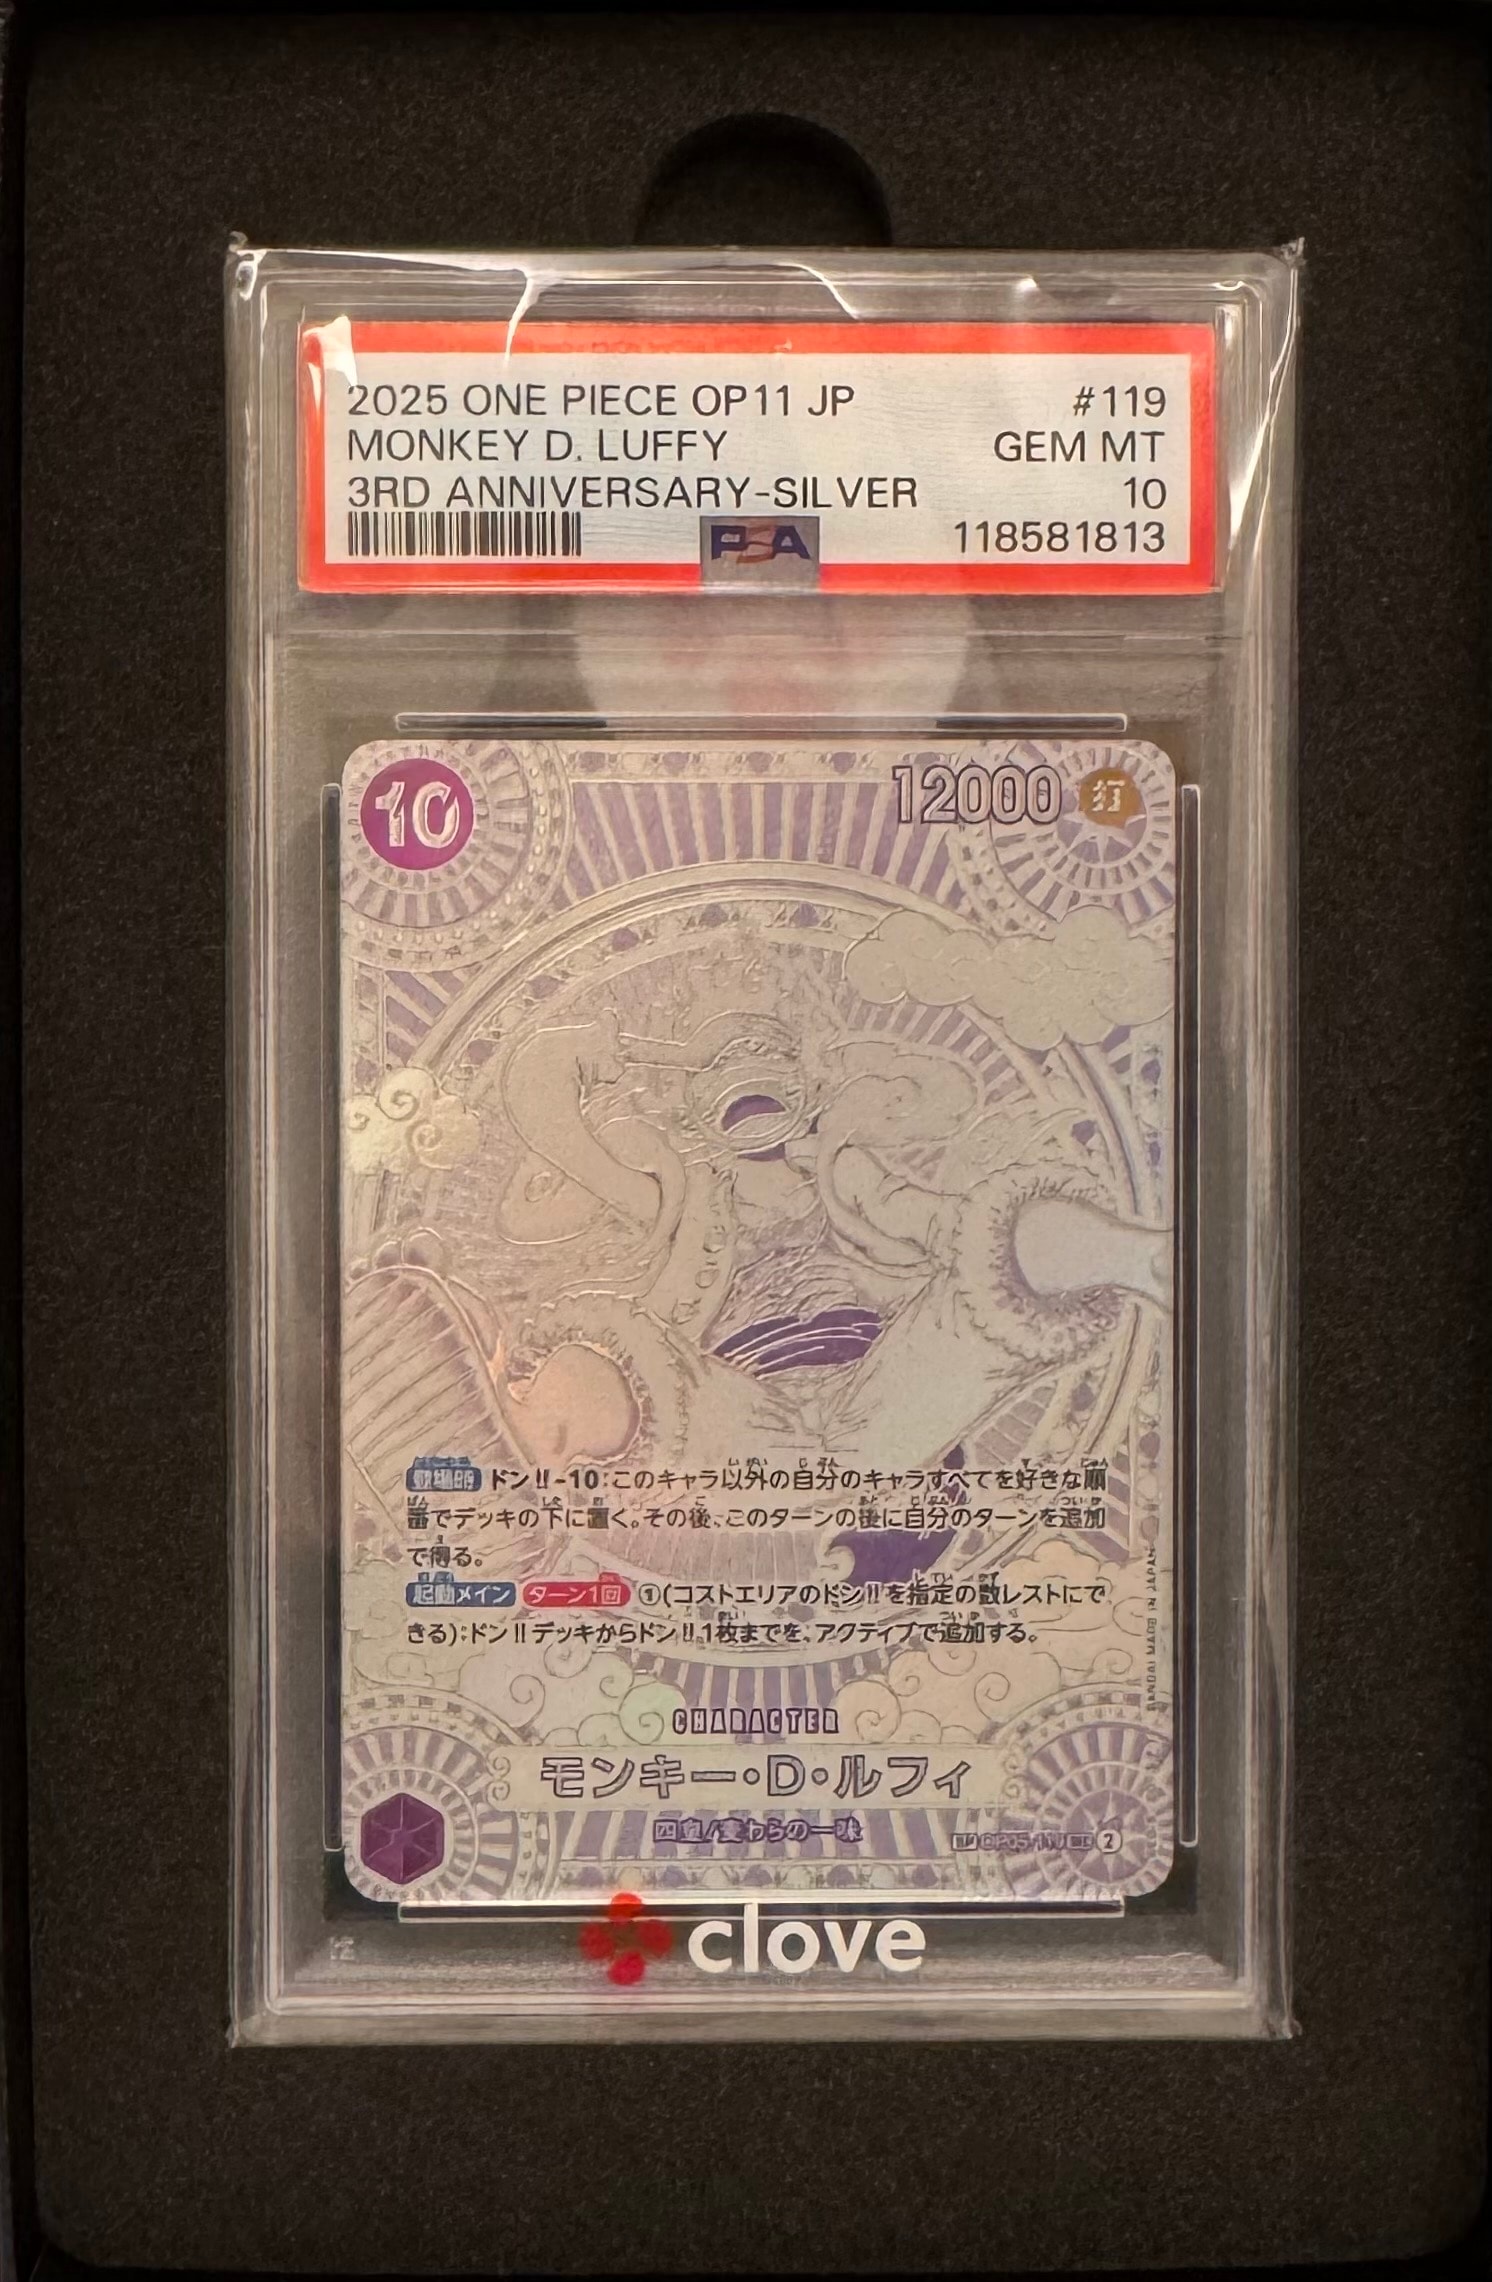 2025 ONE PIECE OP11 JP #119
MONKEY D. LUFFY GEM MT
3RD ANNIVERSARY-SILVER 10
PSA 118581813
10 12000 打
ドン!!-10:このキャラ以外の自分のキャラすべてを好きな順
番でデッキの下に置く。その後、このターンの後に自分のターンを追加
で得る。
起動メイン ターン1回 ①(コストエリアのドン!!を指定の数レストにで
きる):ドン!!デッキからドン!!1枚までを、アクティブで追加する。
BANDAI MADE IN JAPAN
CHARACTER
モンキー・D・ルフィ
四皇/麦わらの一味
2
clove